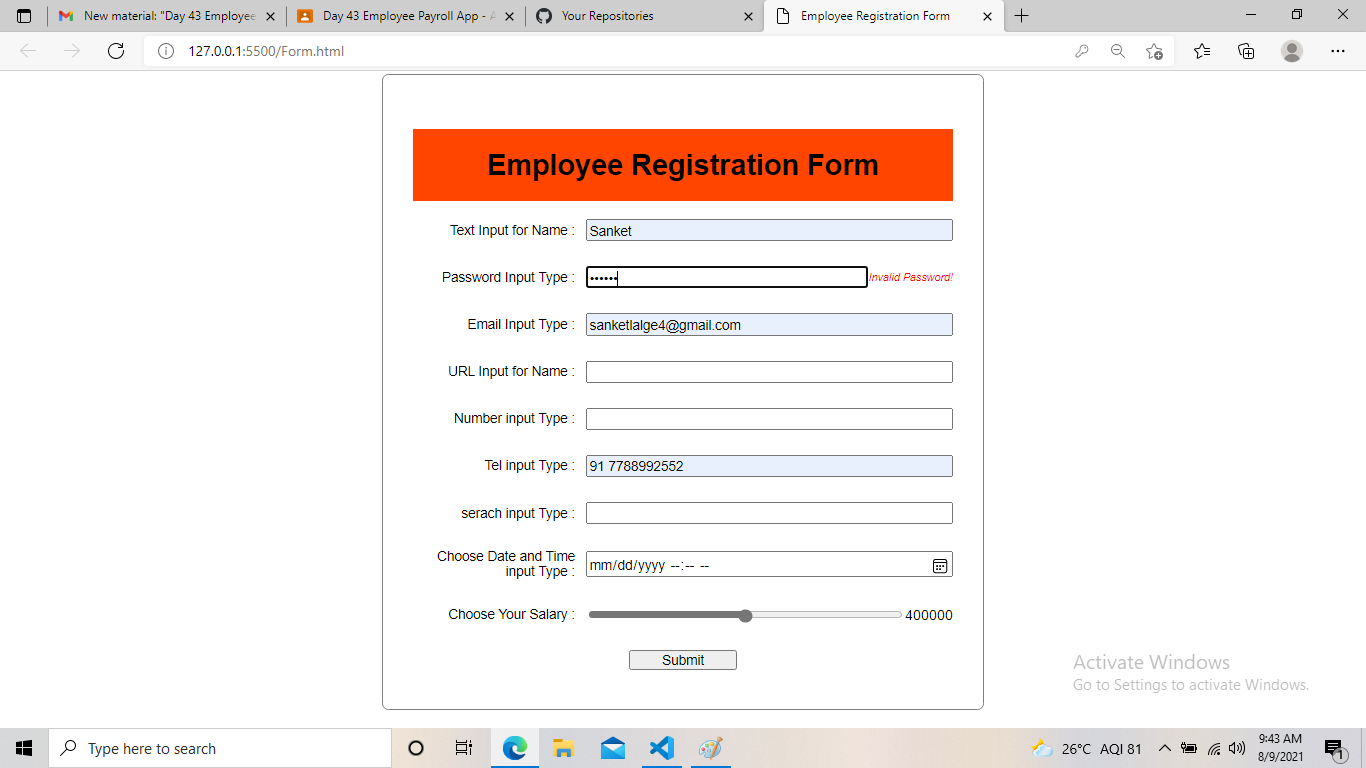 New material: "Day 43 Employee
Day 43 Employee Payroll App - A
Your Repositories
Employee Registration Form
127.0.0.1:5500/Form.html
Employee Registration Form
Text Input for Name :
Sanket
Password Input Type :
••••••
Invalid Password!
Email Input Type :
sanketlalge4@gmail.com
URL Input for Name :
Number input Type :
Tel input Type :
91 7788992552
serach input Type :
Choose Date and Time
input Type :
mm/dd/yyyy --:-- --
Choose Your Salary :
400000
Submit
Activate Windows
Go to Settings to activate Windows.
Type here to search
26°C AQI 81
9:43 AM
8/9/2021
1